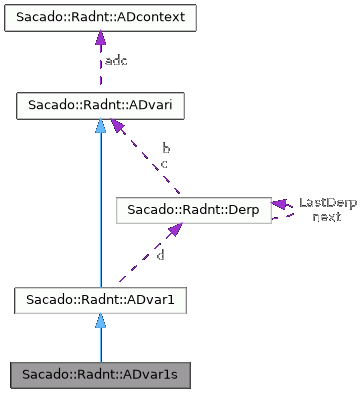 Sacado::Radnt::ADcontext
adc
Sacado::Radnt::ADvari
b
c
LastDerp
next
Sacado::Radnt::Derp
d
Sacado::Radnt::ADvar1
Sacado::Radnt::ADvar1s